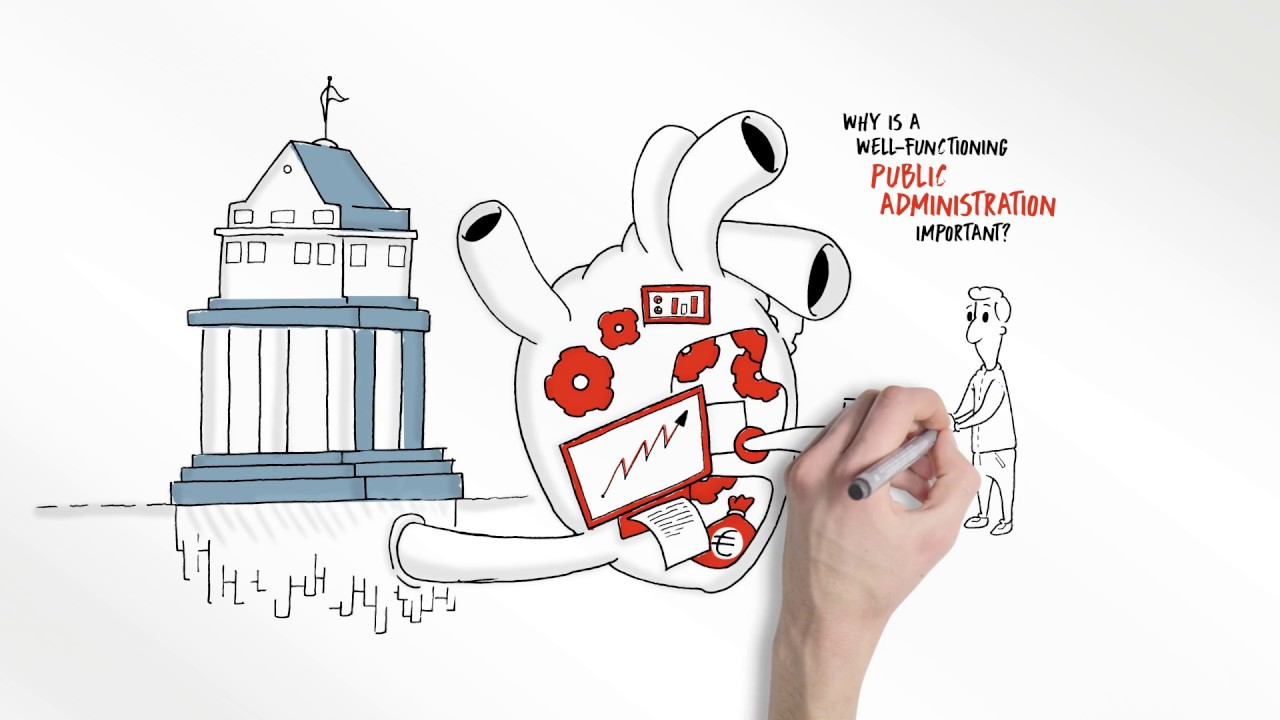 WHY IS A
WELL-FUNCTIONING
PUBLIC
ADMINISTRATION
IMPORTANT?
€